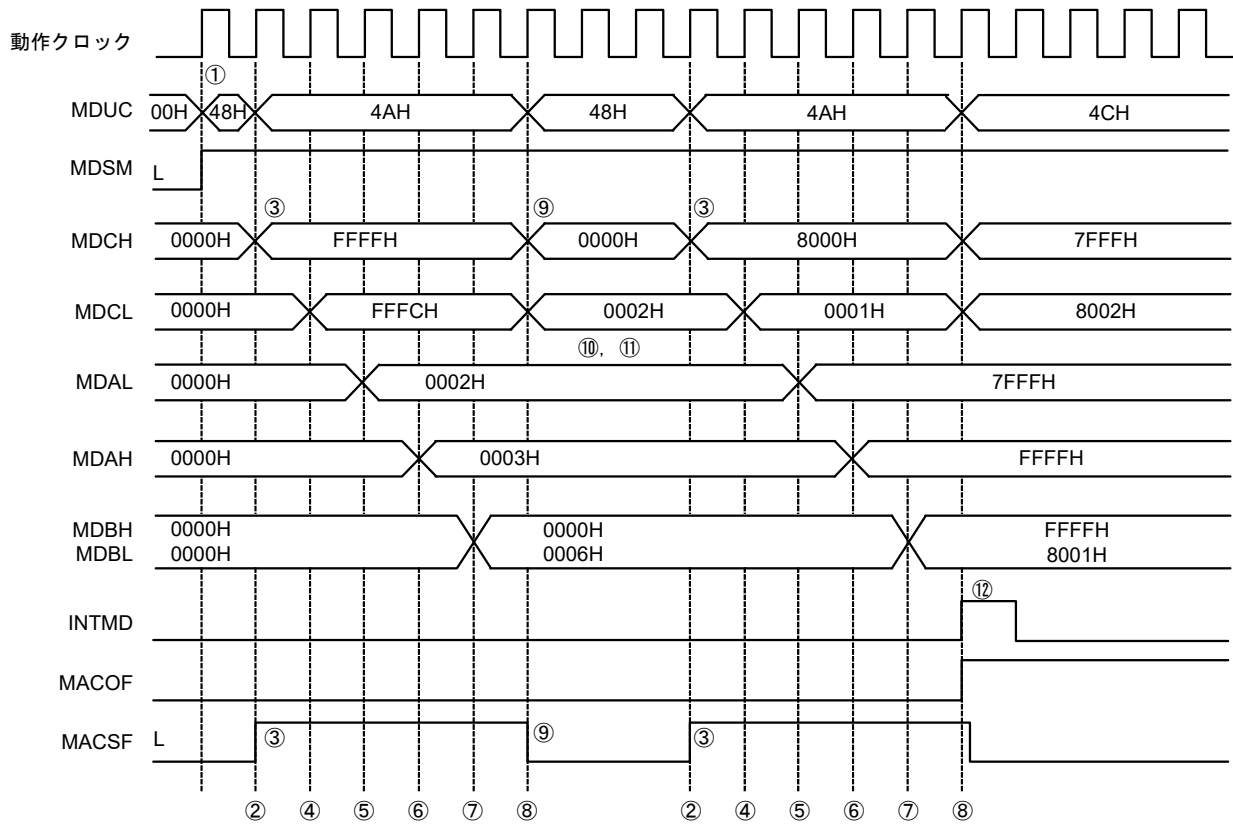 動作クロック
①
MDUC 00H 48H 4AH 48H 4AH 4CH
MDSM L
③ ⑨ ③
MDCH 0000H FFFFH 0000H 8000H 7FFFH
MDCL 0000H FFFCH 0002H 0001H 8002H
⑩, ⑪
MDAL 0000H 0002H 7FFFH
MDAH 0000H 0003H FFFFH
MDBH 0000H 0000H FFFFH
MDBL 0000H 0006H 8001H
⑫
INTMD
MACOF
MACSF L ③ ⑨ ③
② ④ ⑤ ⑥ ⑦ ⑧ ② ④ ⑤ ⑥ ⑦ ⑧